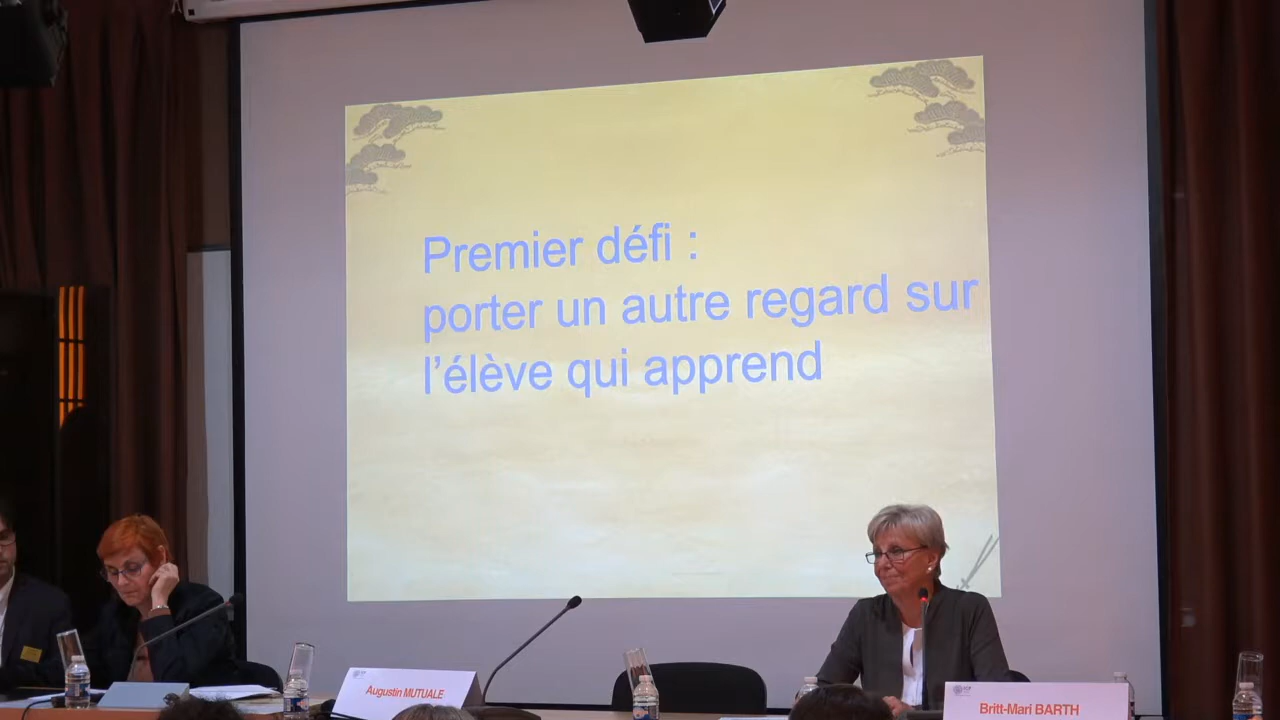 Premier défi :
porter un autre regard sur
l’élève qui apprend
Augustin MUTUALE
Britt-Mari BARTH